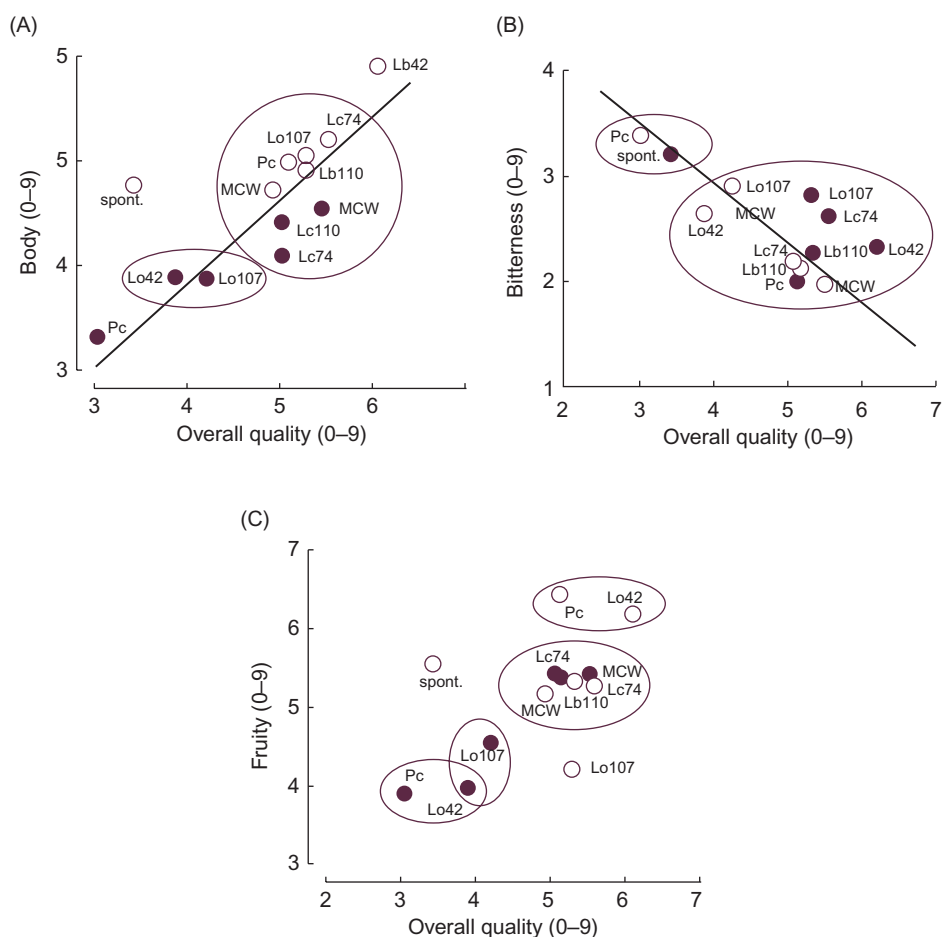 (A)
5
Lb42
Lc74
Lo107
5
Pc
Lb110
spont.
MCW
MCW
Lc110
Lc74
4
Lo42
Lo107
Pc
3
3 4 5 6
Body (0–9)
Overall quality (0–9)
(B)
4
Pc
spont.
3
Lo107
Lo107
MCW
Lc74
Lo42
Lc74
Lb110
Lo42
Lb110
2
Pc
MCW
1
2 3 4 5 6 7
Bitterness (0–9)
Overall quality (0–9)
(C)
7
Lo42
Pc
6
Lc74
MCW
spont.
Lc74
Lb110
MCW
5
Lo107
Lo107
Pc
4
Lo42
3
2 3 4 5 6 7
Fruity (0–9)
Overall quality (0–9)